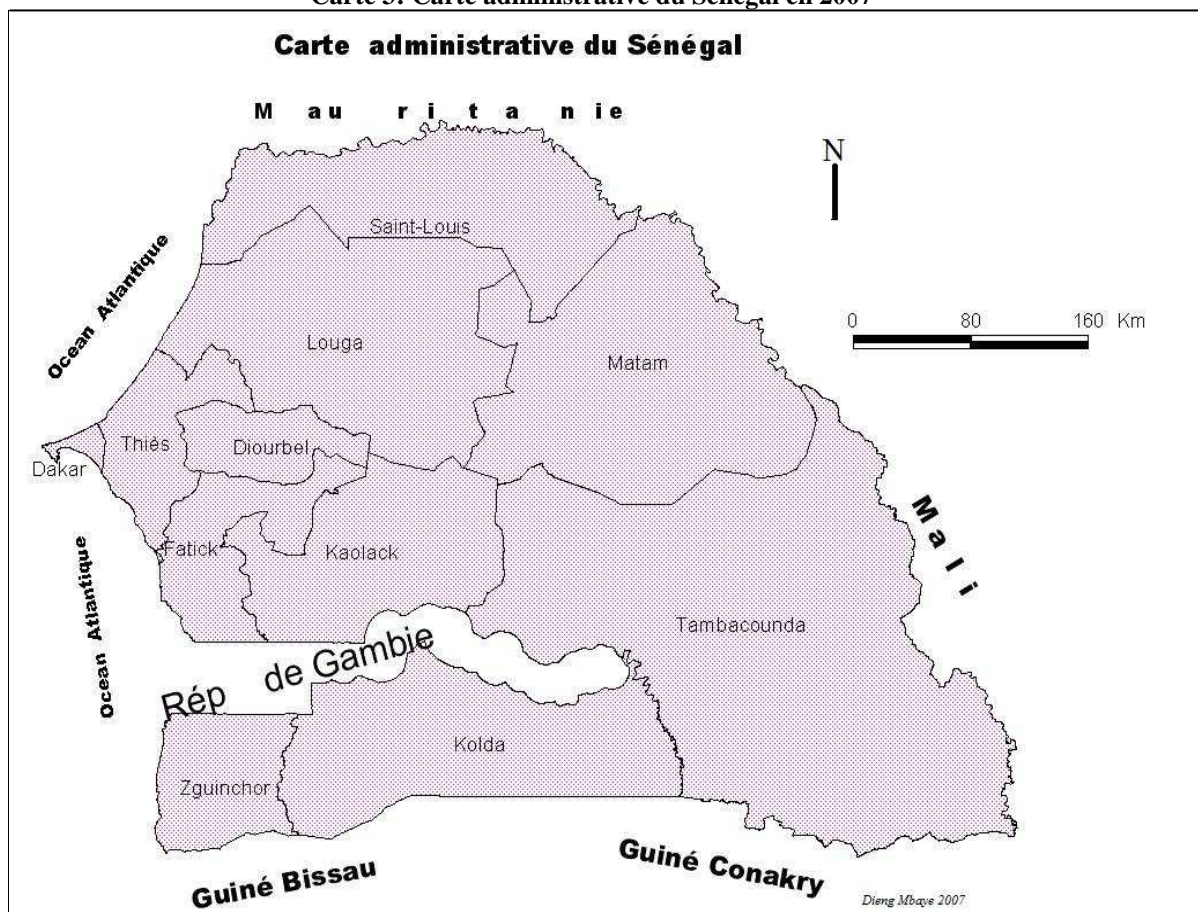 Carte 3: Carte administrative du Sénégal en 2007
Carte administrative du Sénégal
Mauritanie
N
Saint-Louis
Ocean Atlantique
0 80 160 Km
Louga
Matam
Thiès
Diourbel
Dakar
Mali
Fatick
Kaolack
Ocean Atlantique
Tambacounda
Rép de Gambie
Kolda
Zguinchor
Guiné Bissau
Guiné Conakry
Dieng Mbaye 2007